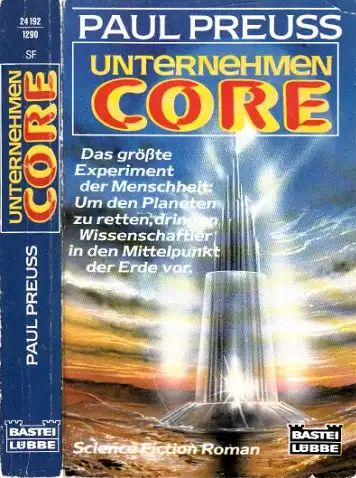 24 192
1290
SF
UNTERNEHMEN
CORE
PAUL PREUSS
BASTEI
LÜBBE
PAUL PREUSS
UNTERNEHMEN
CORE
Das größte
Experiment
der Menschheit:
Um den Planeten
zu retten, dringen
Wissenschaftler
in den Mittelpunkt
der Erde vor.
Science Fiction Roman
BASTEI
LÜBBE